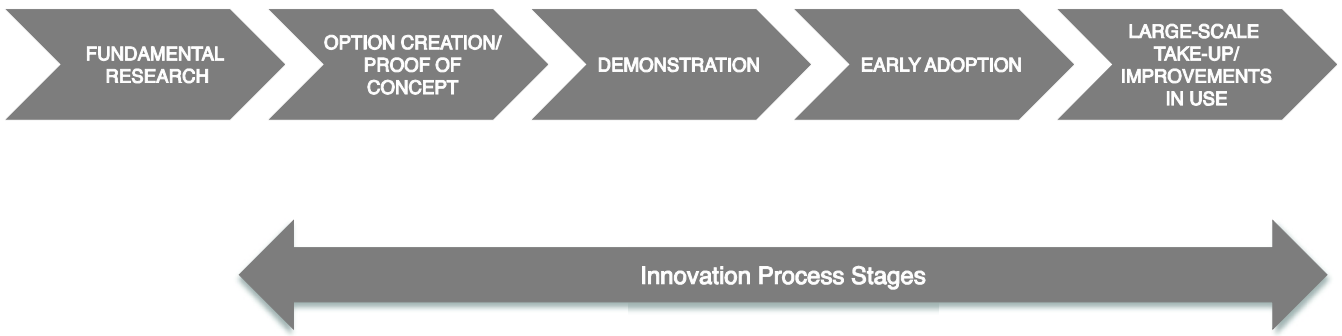 FUNDAMENTAL
RESEARCH
OPTION CREATION/
PROOF OF
CONCEPT
DEMONSTRATION
EARLY ADOPTION
LARGE-SCALE
TAKE-UP/
IMPROVEMENTS
IN USE
Innovation Process Stages